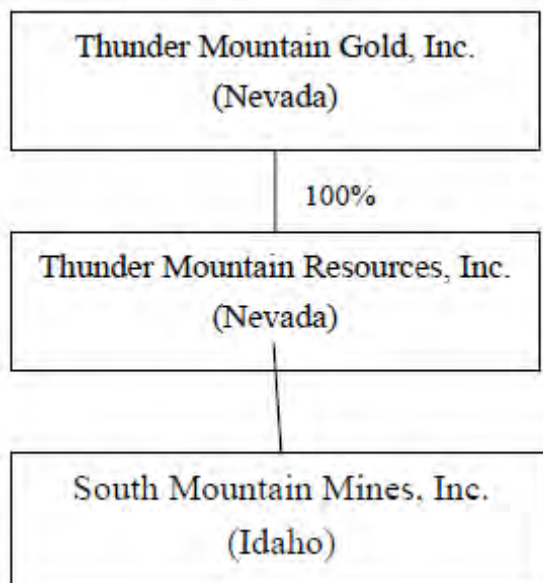 Thunder Mountain Gold, Inc.
(Nevada)
100%
Thunder Mountain Resources, Inc.
(Nevada)
South Mountain Mines, Inc.
(Idaho)